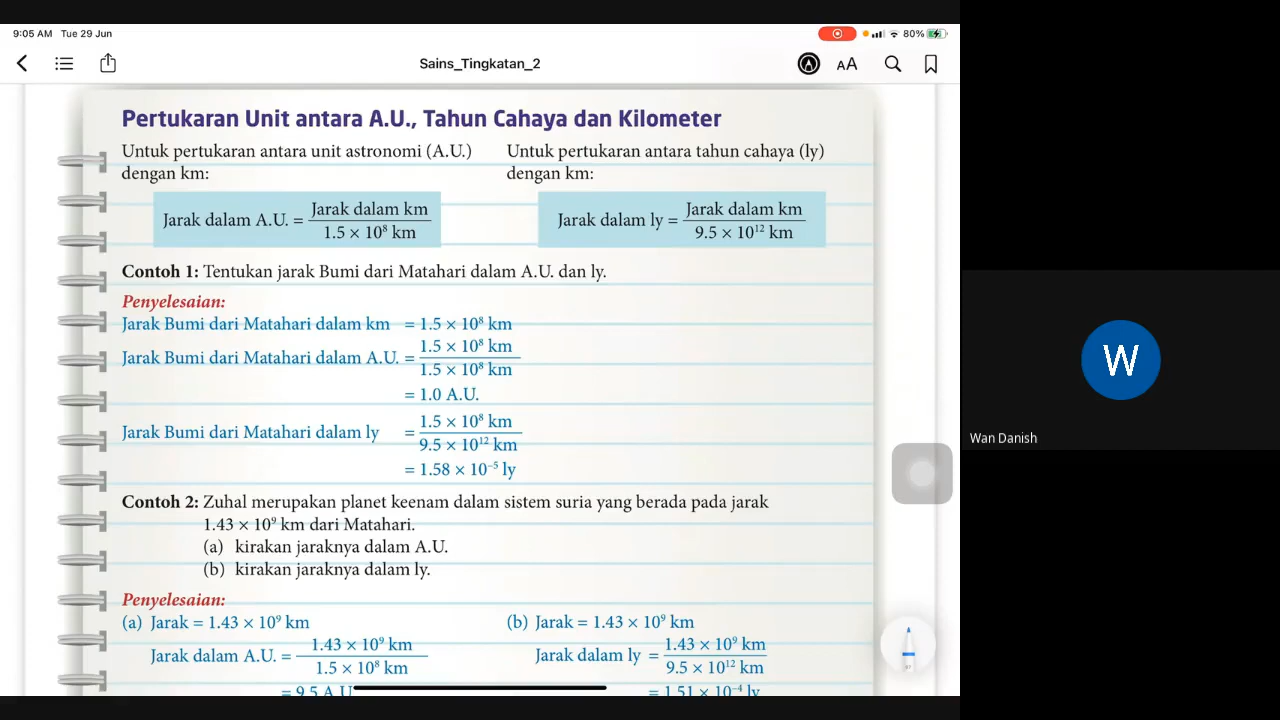 9:05 AM Tue 29 Jun
80%
Sains_Tingkatan_2
AA
Pertukaran Unit antara A.U., Tahun Cahaya dan Kilometer
Untuk pertukaran antara unit astronomi (A.U.)
dengan km:
Jarak dalam A.U. = Jarak dalam km / 1.5 × 10⁸ km
Untuk pertukaran antara tahun cahaya (ly)
dengan km:
Jarak dalam ly = Jarak dalam km / 9.5 × 10¹² km
Contoh 1: Tentukan jarak Bumi dari Matahari dalam A.U. dan ly.
Penyelesaian:
Jarak Bumi dari Matahari dalam km = 1.5 × 10⁸ km
Jarak Bumi dari Matahari dalam A.U. = 1.5 × 10⁸ km / 1.5 × 10⁸ km
= 1.0 A.U.
Jarak Bumi dari Matahari dalam ly = 1.5 × 10⁸ km / 9.5 × 10¹² km
= 1.58 × 10⁻⁵ ly
Contoh 2: Zuhal merupakan planet keenam dalam sistem suria yang berada pada jarak
1.43 × 10⁹ km dari Matahari.
(a) kirakan jaraknya dalam A.U.
(b) kirakan jaraknya dalam ly.
Penyelesaian:
(a) Jarak = 1.43 × 10⁹ km
Jarak dalam A.U. = 1.43 × 10⁹ km / 1.5 × 10⁸ km
= 9.5 A.U.
(b) Jarak = 1.43 × 10⁹ km
Jarak dalam ly = 1.43 × 10⁹ km / 9.5 × 10¹² km
= 1.51 × 10⁻⁴ ly
W
Wan Danish